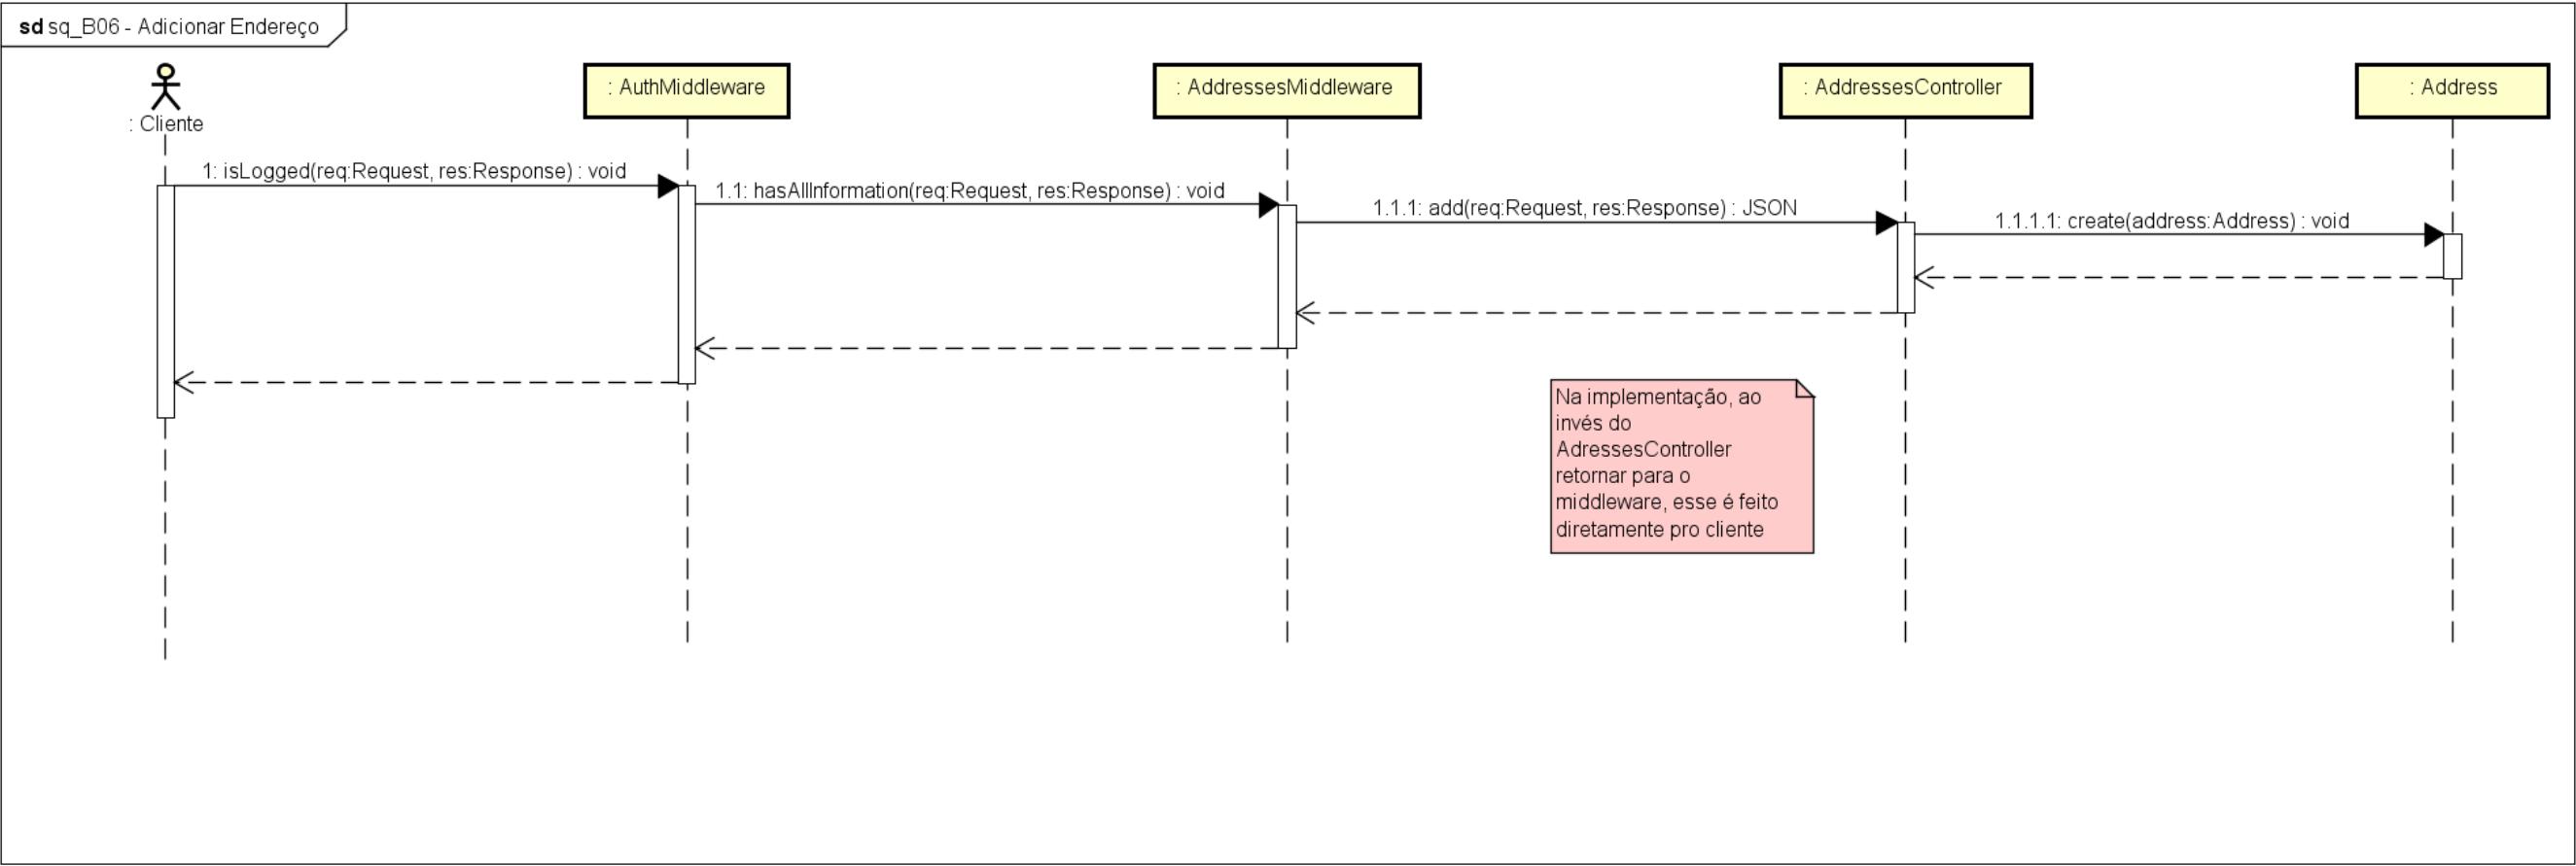 sd sq_B06 - Adicionar Endereço
: Cliente
: AuthMiddleware
: AddressesMiddleware
: AddressesController
: Address
1: isLogged(req:Request, res:Response) : void
1.1: hasAllInformation(req:Request, res:Response) : void
1.1.1: add(req:Request, res:Response) : JSON
1.1.1.1: create(address:Address) : void
Na implementação, ao
invés do
AdressesController
retornar para o
middleware, esse é feito
diretamente pro cliente